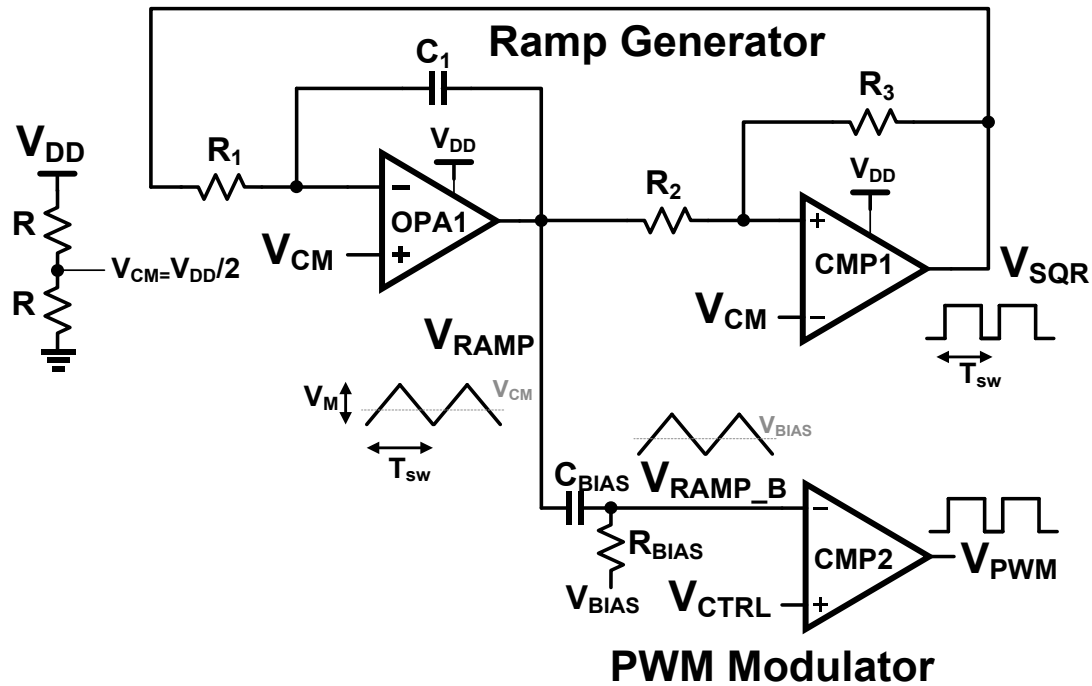 Ramp Generator
C1
R3
VDD
R1
VDD
R2
VDD
R
OPA1
−
+
VCM
VCM=VDD/2
R
+
CMP1
−
VCM
VSQR
Tsw
VRAMP
VM
VCM
Tsw
VBIAS
CBIAS
VRAMP_B
RBIAS
VBIAS
−
CMP2
+
VPWM
VCTRL
PWM Modulator